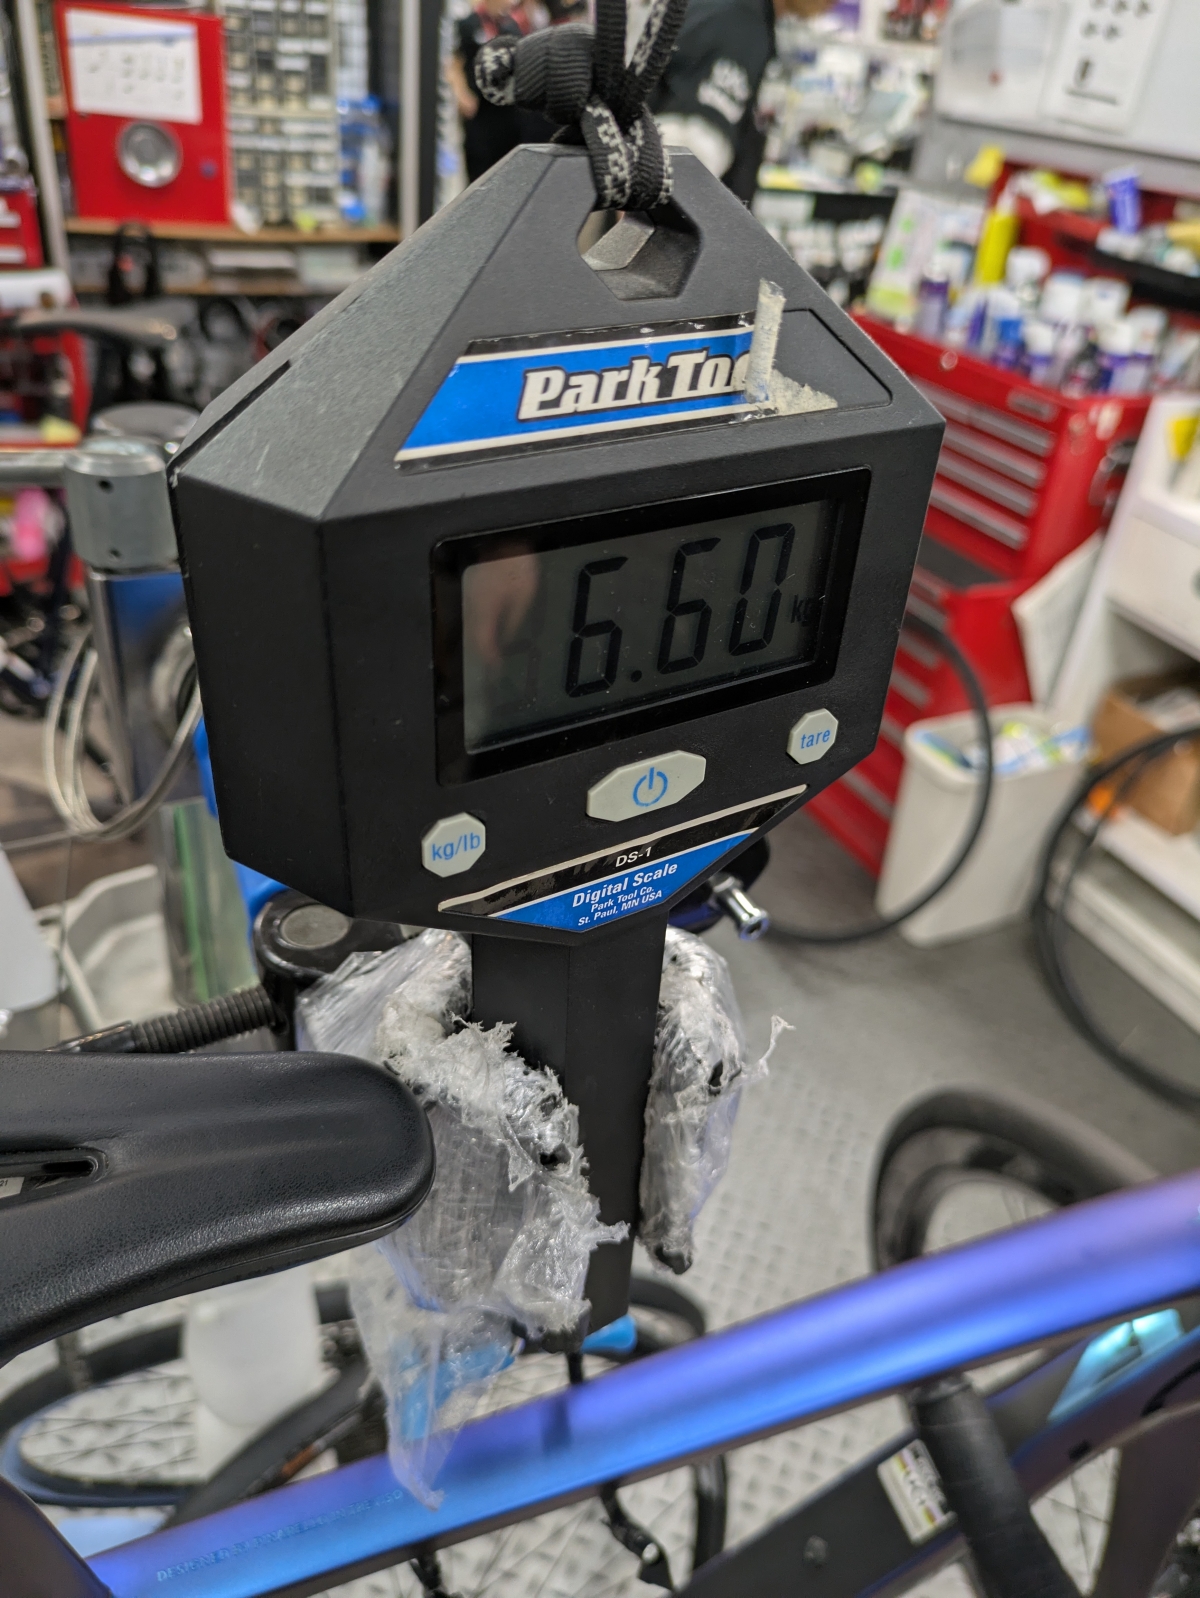 Park Too
6.60 kg
tare
kg/lb
DS-1
Digital Scale
Park Tool Co.
St. Paul, MN USA